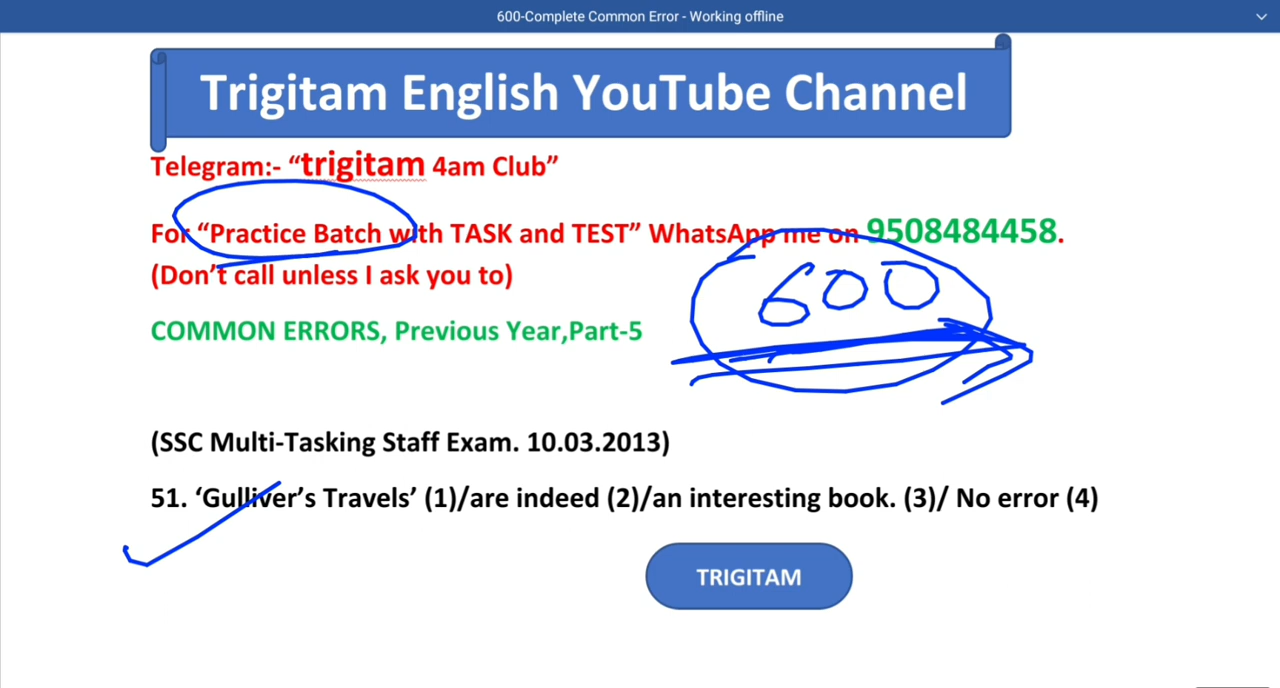 600-Complete Common Error - Working offline
Trigitam English YouTube Channel
Telegram:- “trigitam 4am Club”
For “Practice Batch with TASK and TEST” WhatsApp me on 9508484458.
(Don’t call unless I ask you to)
600
COMMON ERRORS, Previous Year,Part-5
(SSC Multi-Tasking Staff Exam. 10.03.2013)
51. ‘Gulliver’s Travels’ (1)/are indeed (2)/an interesting book. (3)/ No error (4)
TRIGITAM